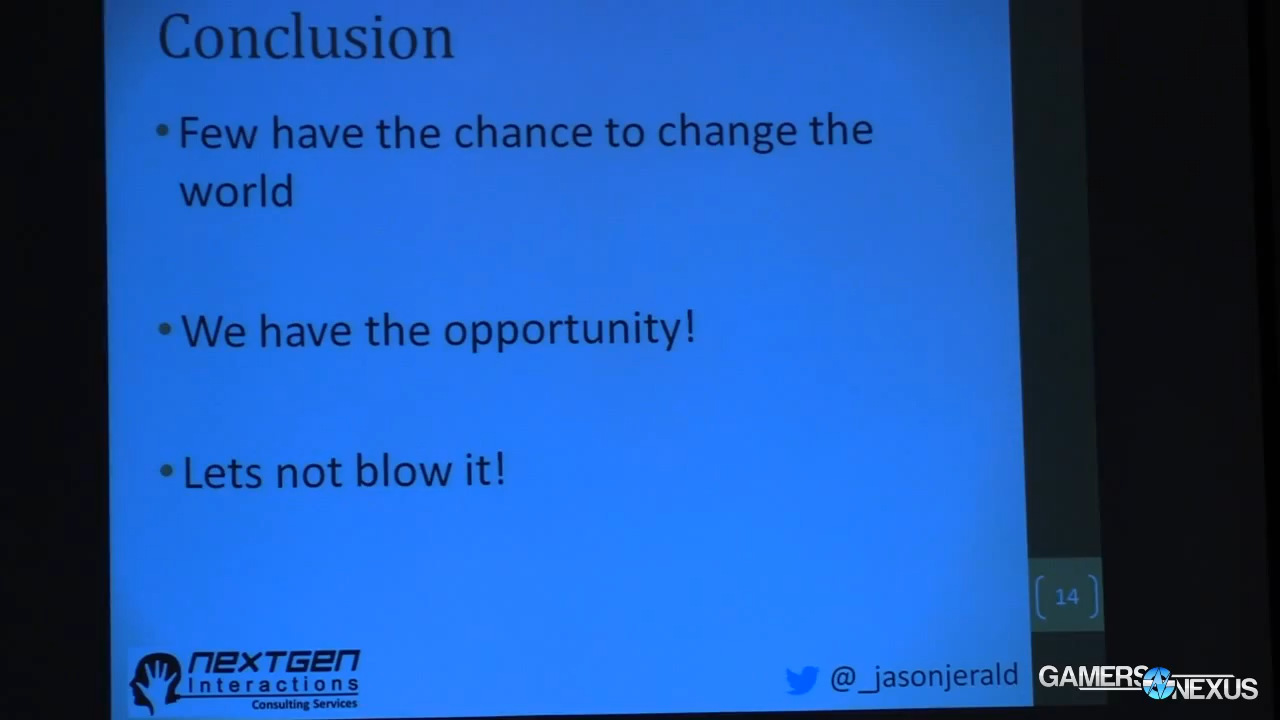 Conclusion
• Few have the chance to change the
world
• We have the opportunity!
• Lets not blow it!
14
NEXTGEN
Interactions
Consulting Services
@_jasonjerald
GAMERS
NEXUS